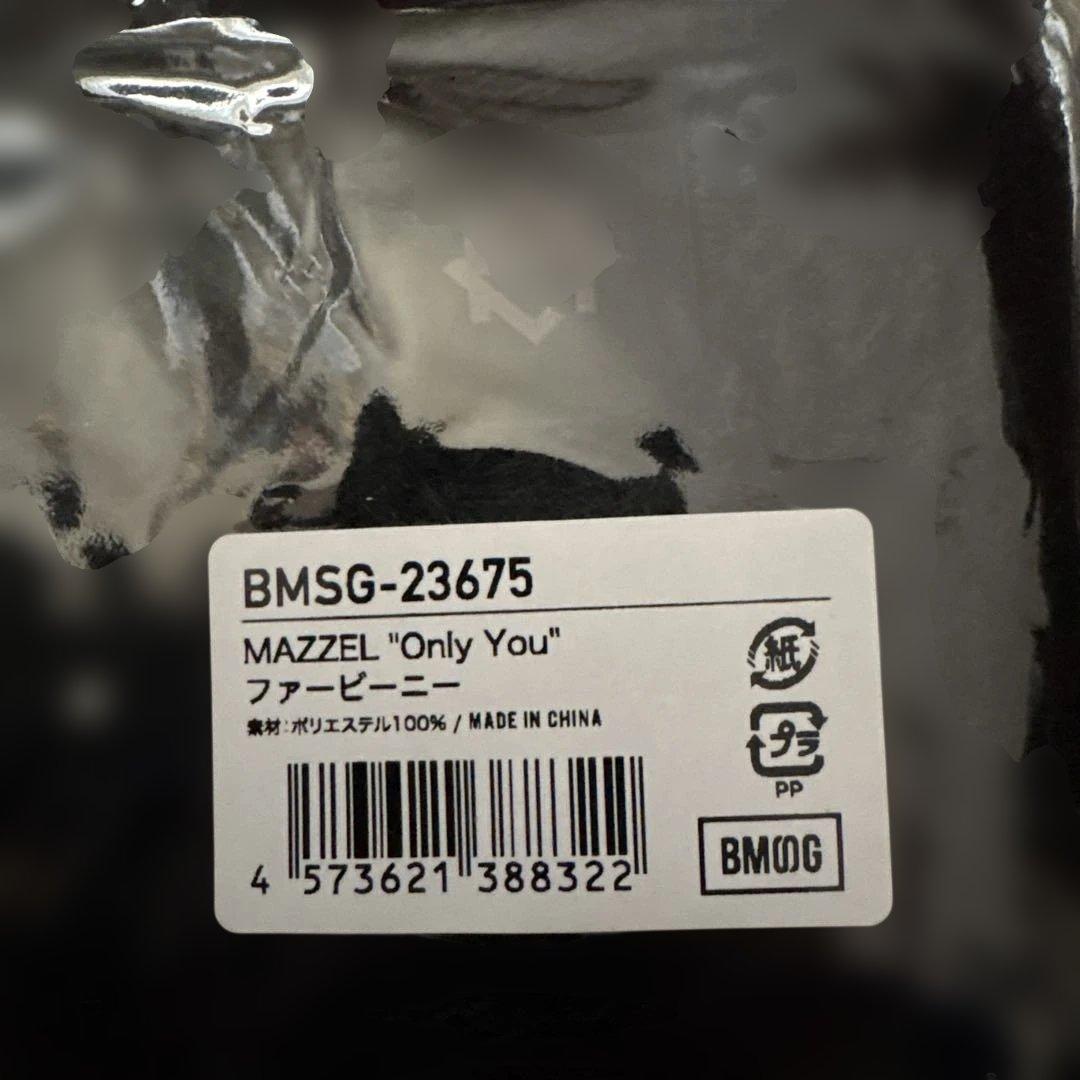 BMSG-23675
MAZZEL "Only You"
ファービーニー
素材:ポリエステル100% / MADE IN CHINA
紙
プラ
PP
4 573621 388322
BMSG